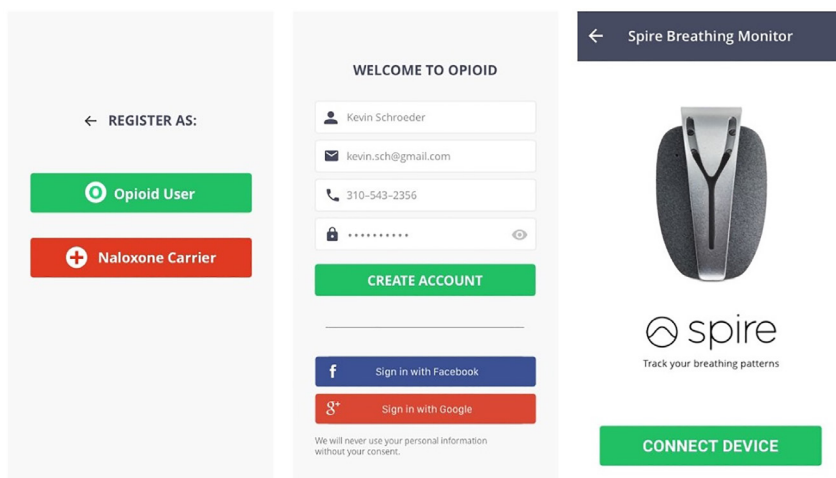 ← REGISTER AS:
Opioid User
Naloxone Carrier
WELCOME TO OPIOID
Kevin Schroeder
kevin.sch@gmail.com
310-543-2356
••••••••••
CREATE ACCOUNT
f Sign in with Facebook
g+ Sign in with Google
We will never use your personal information
without your consent.
← Spire Breathing Monitor
spire
Track your breathing patterns
CONNECT DEVICE